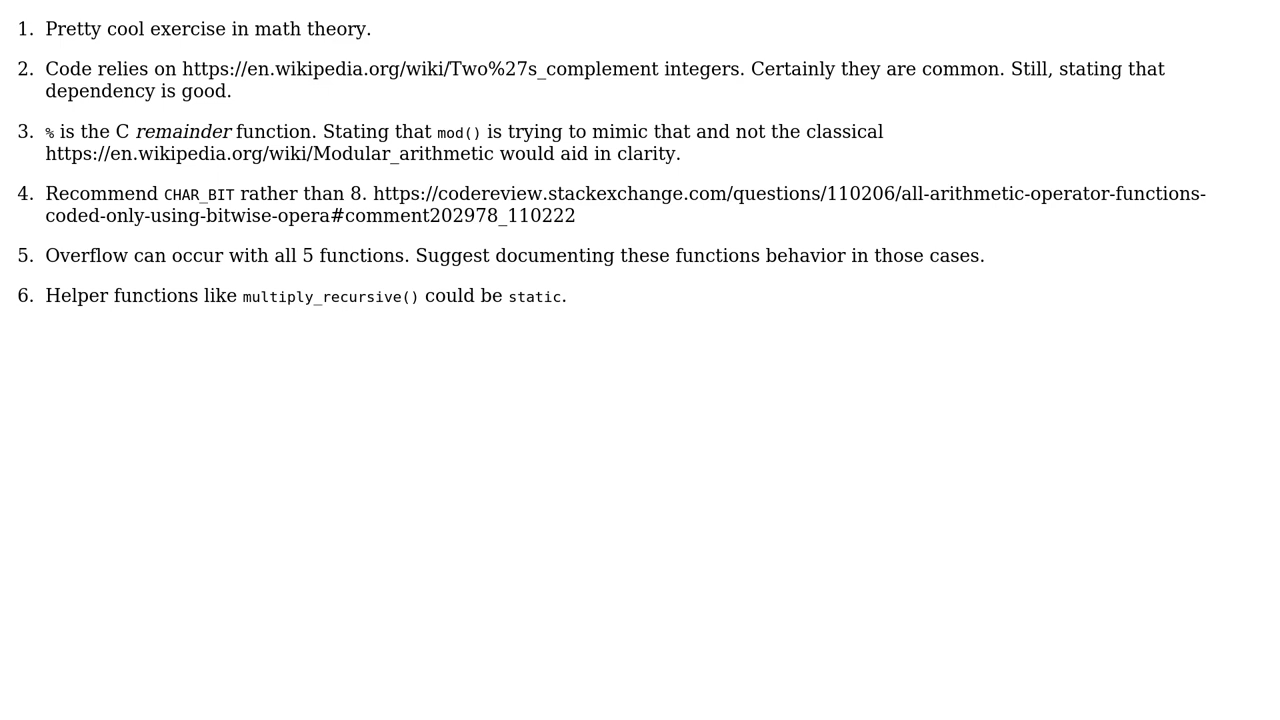 1. Pretty cool exercise in math theory.
2. Code relies on https://en.wikipedia.org/wiki/Two%27s_complement integers. Certainly they are common. Still, stating that
dependency is good.
3. % is the C remainder function. Stating that mod() is trying to mimic that and not the classical
https://en.wikipedia.org/wiki/Modular_arithmetic would aid in clarity.
4. Recommend CHAR_BIT rather than 8. https://codereview.stackexchange.com/questions/110206/all-arithmetic-operator-functions-
coded-only-using-bitwise-opera#comment202978_110222
5. Overflow can occur with all 5 functions. Suggest documenting these functions behavior in those cases.
6. Helper functions like multiply_recursive() could be static.